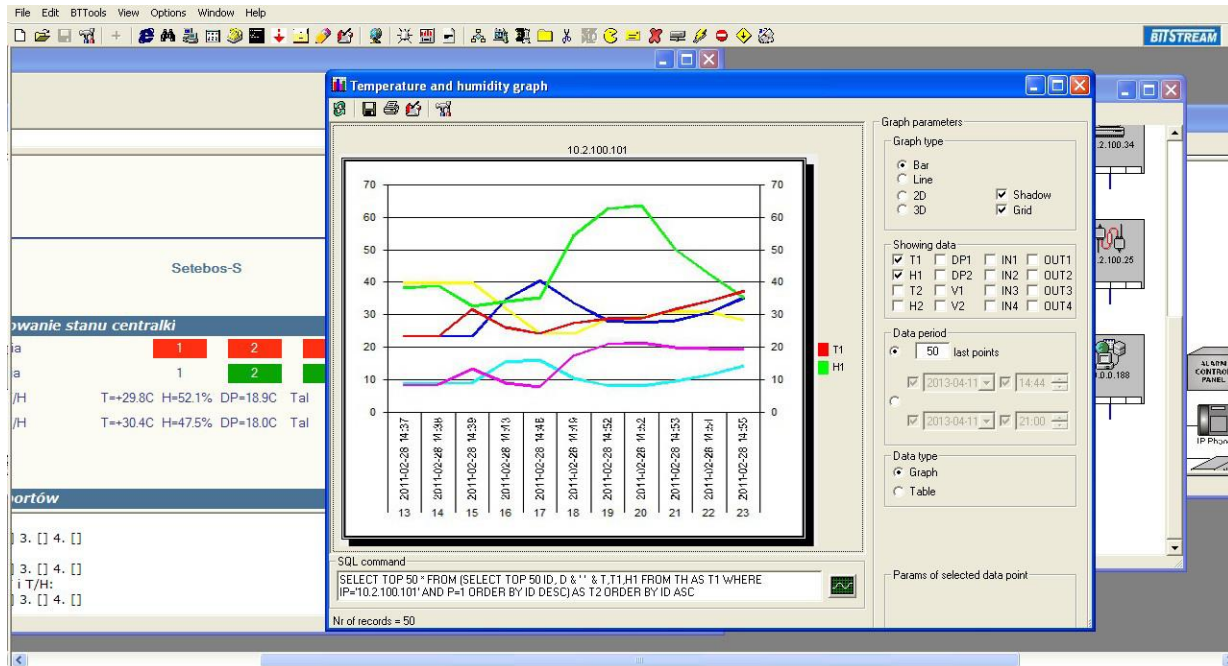 File Edit BTTools View Options Window Help
BITSTREAM
Temperature and humidity graph
10.2.100.101
70
60
50
40
30
20
10
0
70
60
50
40
30
20
10
0
2011-02-28 14:37
2011-02-28 14:38
2011-02-28 14:39
2011-02-28
2011-02-28
2011-02-28
2011-02-28 14:52
2011-02-28
2011-02-28 14:53
2011-02-28
2011-02-28 14:55
13 14 15 16 17 18 19 20 21 22 23
T1
H1
SQL command
SELECT TOP 50 * FROM (SELECT TOP 50 ID, D & ' ' & T,T1,H1 FROM TH AS T1 WHERE
IP='10.2.100.101' AND P=1 ORDER BY ID DESC) AS T2 ORDER BY ID ASC
Nr of records = 50
Graph parameters
Graph type
Bar
Line
2D Shadow
3D Grid
Showing data
T1 DP1 IN1 OUT1
H1 DP2 IN2 OUT2
T2 V1 IN3 OUT3
H2 V2 IN4 OUT4
Data period
50 last points
2013-04-11 14:44
2013-04-11 21:00
Data type
Graph
Table
Params of selected data point
Setebos-S
owanie stanu centralki
ia 1 2
ia 1 2
/H T=+29.8C H=52.1% DP=18.9C Tal
/H T=+30.4C H=47.5% DP=18.0C Tal
portów
] 3. [] 4. []
] 3. [] 4. []
i T/H:
] 3. [] 4. []
.2.100.34
.2.100.25
.0.0.188
ALARM
CONTROL
PANEL
IP Phon